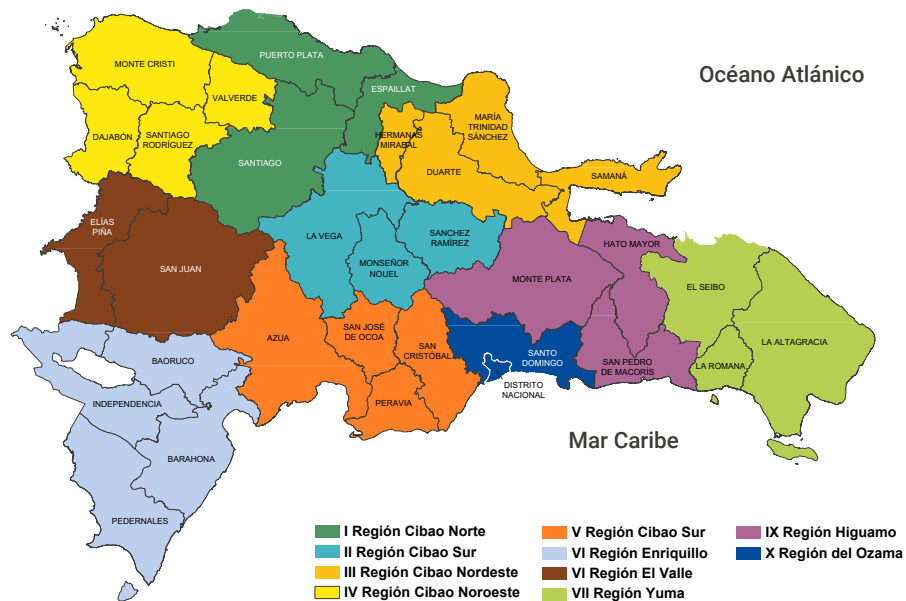 PUERTO PLATA
MONTE CRISTI
Océano Atlánico
ESPAILLAT
VALVERDE
MARÍA
TRINIDAD
SÁNCHEZ
DAJABÓN
SANTIAGO
RODRÍGUEZ
HERMANAS
MIRABAL
SANTIAGO
DUARTE
SAMANÁ
ELÍAS
PIÑA
LA VEGA
SANCHEZ
RAMÍREZ
HATO MAYOR
SAN JUAN
MONSEÑOR
NOUEL
MONTE PLATA
EL SEIBO
AZUA
SAN JOSÉ
DE OCOA
SAN
CRISTÓBAL
LA ALTAGRACIA
BAORUCO
SANTO
DOMINGO
SAN PEDRO
DE MACORÍS
LA ROMANA
DISTRITO
NACIONAL
INDEPENDENCIA
PERAVIA
Mar Caribe
BARAHONA
PEDERNALES
I Región Cibao Norte
II Región Cibao Sur
III Región Cibao Nordeste
IV Región Cibao Noroeste
V Región Cibao Sur
VI Región Enriquillo
VI Región El Valle
VII Región Yuma
IX Región Higuamo
X Región del Ozama